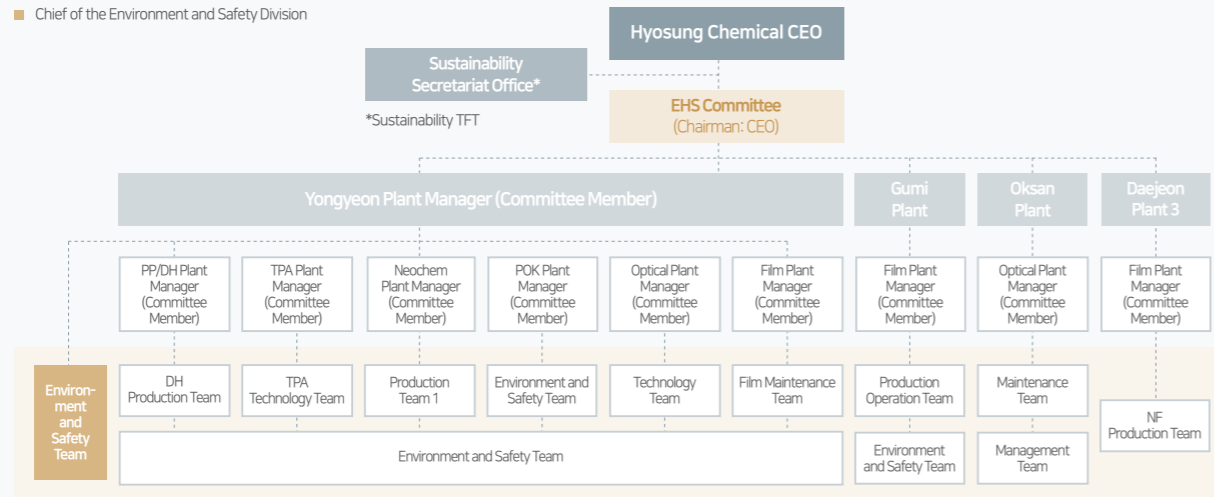 Chief of the Environment and Safety Division
Hyosung Chemical CEO
Sustainability
Secretariat Office*
*Sustainability TFT
EHS Committee
(Chairman: CEO)
Yongyeon Plant Manager (Committee Member)
Gumi
Plant
Oksan
Plant
Daejeon
Plant 3
PP/DH Plant
Manager
(Committee
Member)
TPA Plant
Manager
(Committee
Member)
Neochem
Plant Manager
(Committee
Member)
POK Plant
Manager
(Committee
Member)
Optical Plant
Manager
(Committee
Member)
Film Plant
Manager
(Committee
Member)
Film Plant
Manager
(Committee
Member)
Optical Plant
Manager
(Committee
Member)
Film Plant
Manager
(Committee
Member)
Environ-
ment
and
Safety
Team
DH
Production Team
TPA
Technology Team
Production
Team 1
Environment and
Safety Team
Technology
Team
Film Maintenance
Team
Production
Operation Team
Maintenance
Team
NF
Production Team
Environment and Safety Team
Environment
and Safety Team
Management
Team